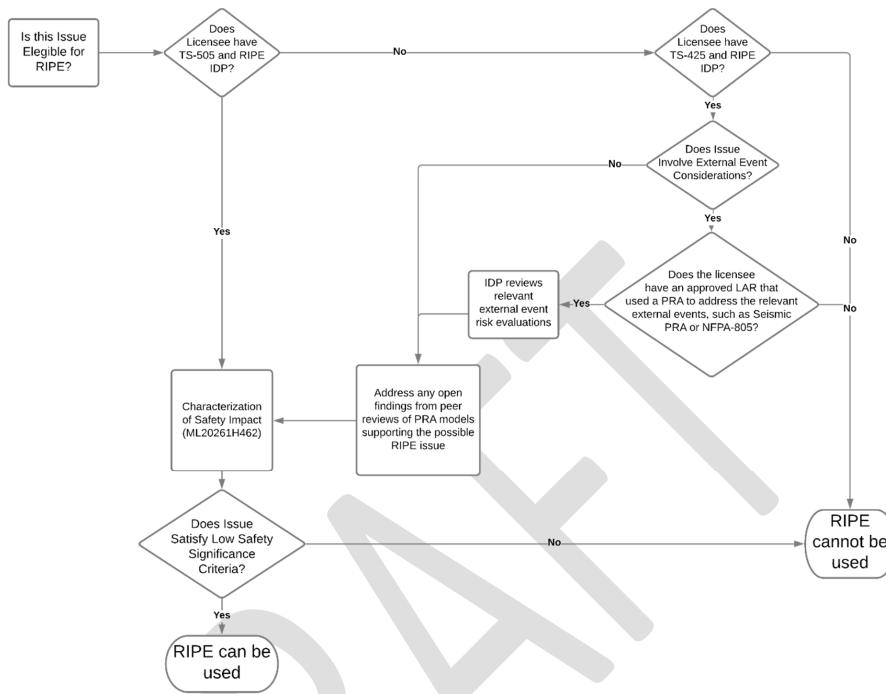 Is this Issue
Elegible for
RIPE?
Does
Licensee have
TS-505 and RIPE
IDP?
No
Does
Licensee have
TS-425 and RIPE
IDP?
Yes
Does Issue
Involve External Event
Considerations?
No
Yes
Yes
No
Does the licensee
have an approved LAR that
used a PRA to address the relevant
external events, such as Seismic
PRA or NFPA-805?
Yes
No
IDP reviews
relevant
external event
risk evaluations
Characterization
of Safety Impact
(ML20261H462)
Address any open
findings from peer
reviews of PRA models
supporting the possible
RIPE issue
Does Issue
Satisfy Low Safety
Significance
Criteria?
No
RIPE
cannot be
used
Yes
RIPE can be
used
DRAFT